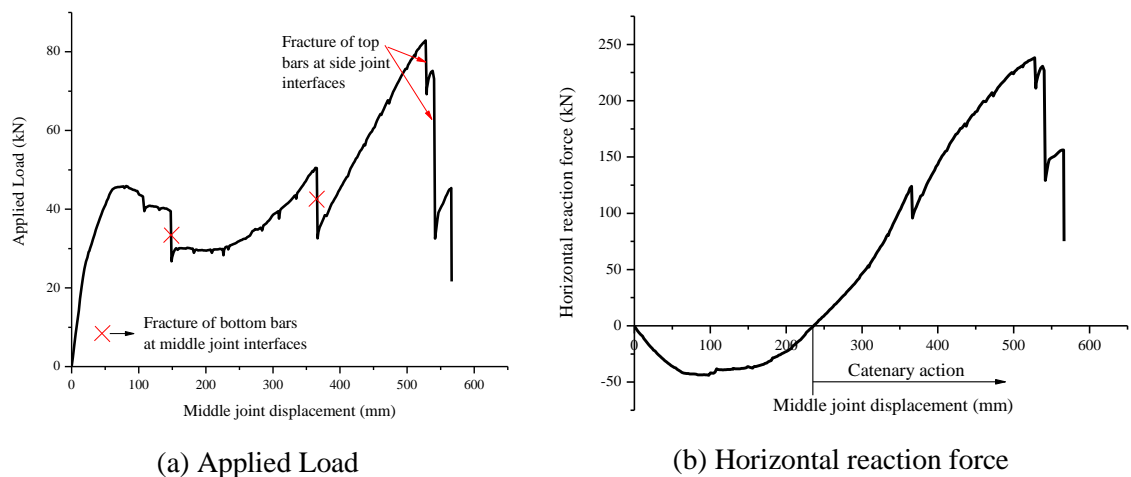 Fracture of top
bars at side joint
interfaces
80
60
40
20
0
Applied Load (kN)
Fracture of bottom bars
at middle joint interfaces
0 100 200 300 400 500 600
Middle joint displacement (mm)
(a) Applied Load
250
200
150
100
50
0
-50
Horizontal reaction force (kN)
0 100 200 300 400 500 600
Catenary action
Middle joint displacement (mm)
(b) Horizontal reaction force